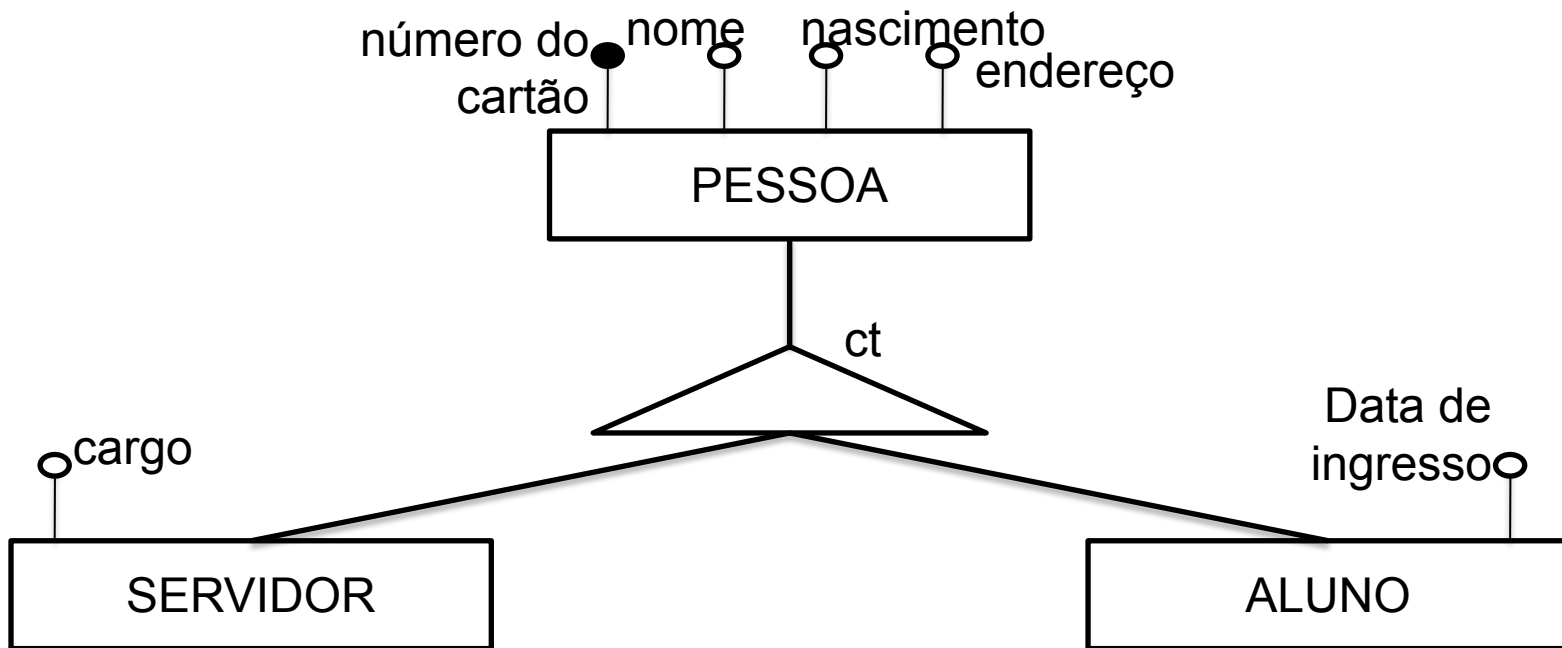 número do
cartão
nome
nascimento
endereço
PESSOA
ct
cargo
Data de
ingresso
SERVIDOR
ALUNO